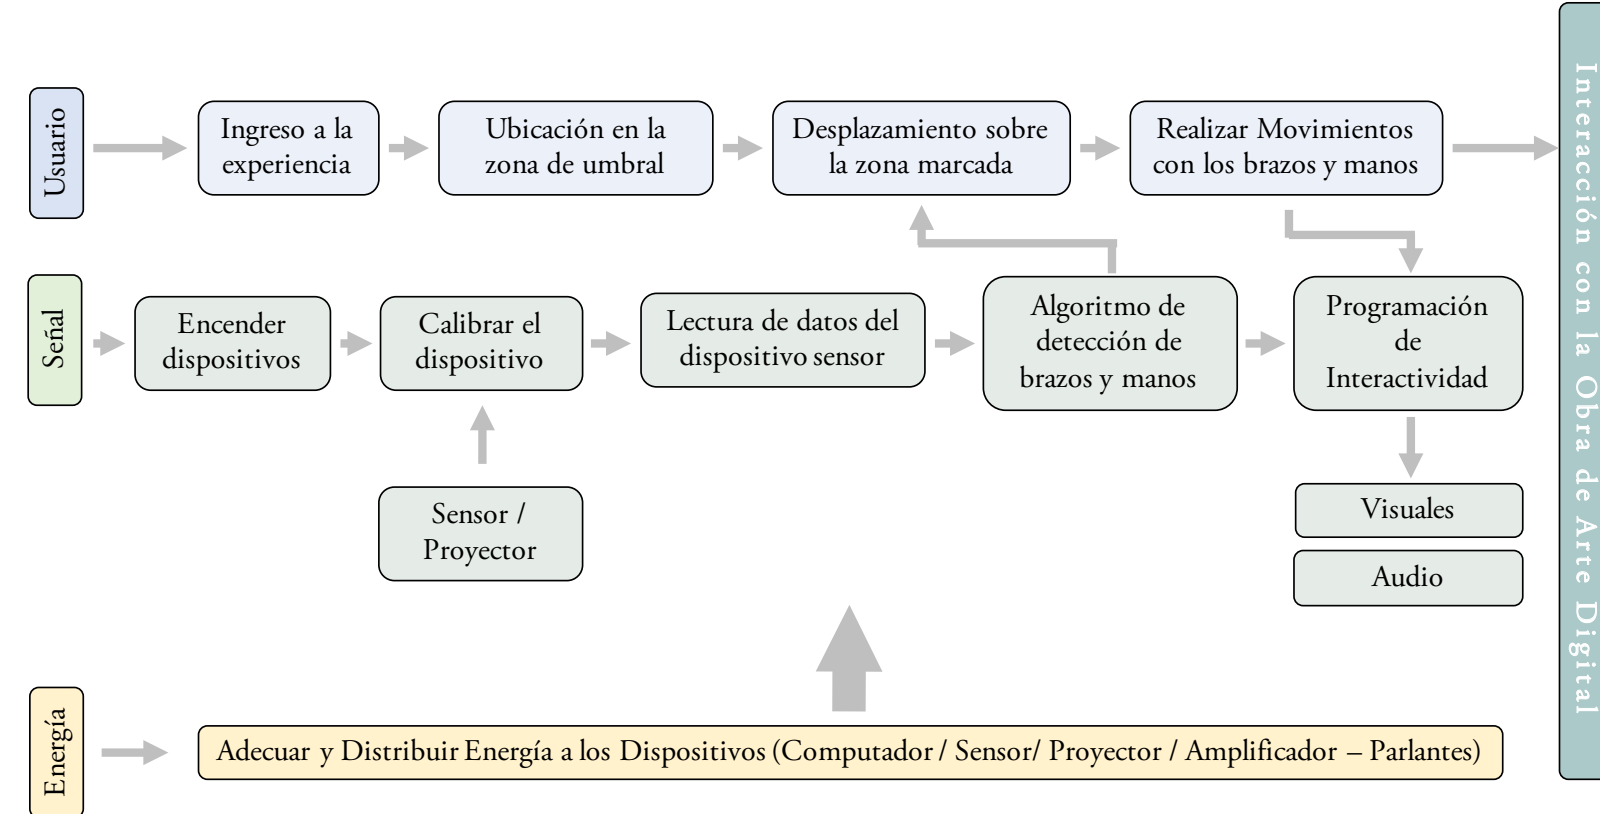 Usuario
Ingreso a la
experiencia
Ubicación en la
zona de umbral
Desplazamiento sobre
la zona marcada
Realizar Movimientos
con los brazos y manos
Señal
Encender
dispositivos
Calibrar el
dispositivo
Lectura de datos del
dispositivo sensor
Algoritmo de
detección de
brazos y manos
Programación
de
Interactividad
Sensor /
Proyector
Visuales
Audio
Energía
Adecuar y Distribuir Energía a los Dispositivos (Computador / Sensor/ Proyector / Amplificador – Parlantes)
Interacción con la Obra de Arte Digital